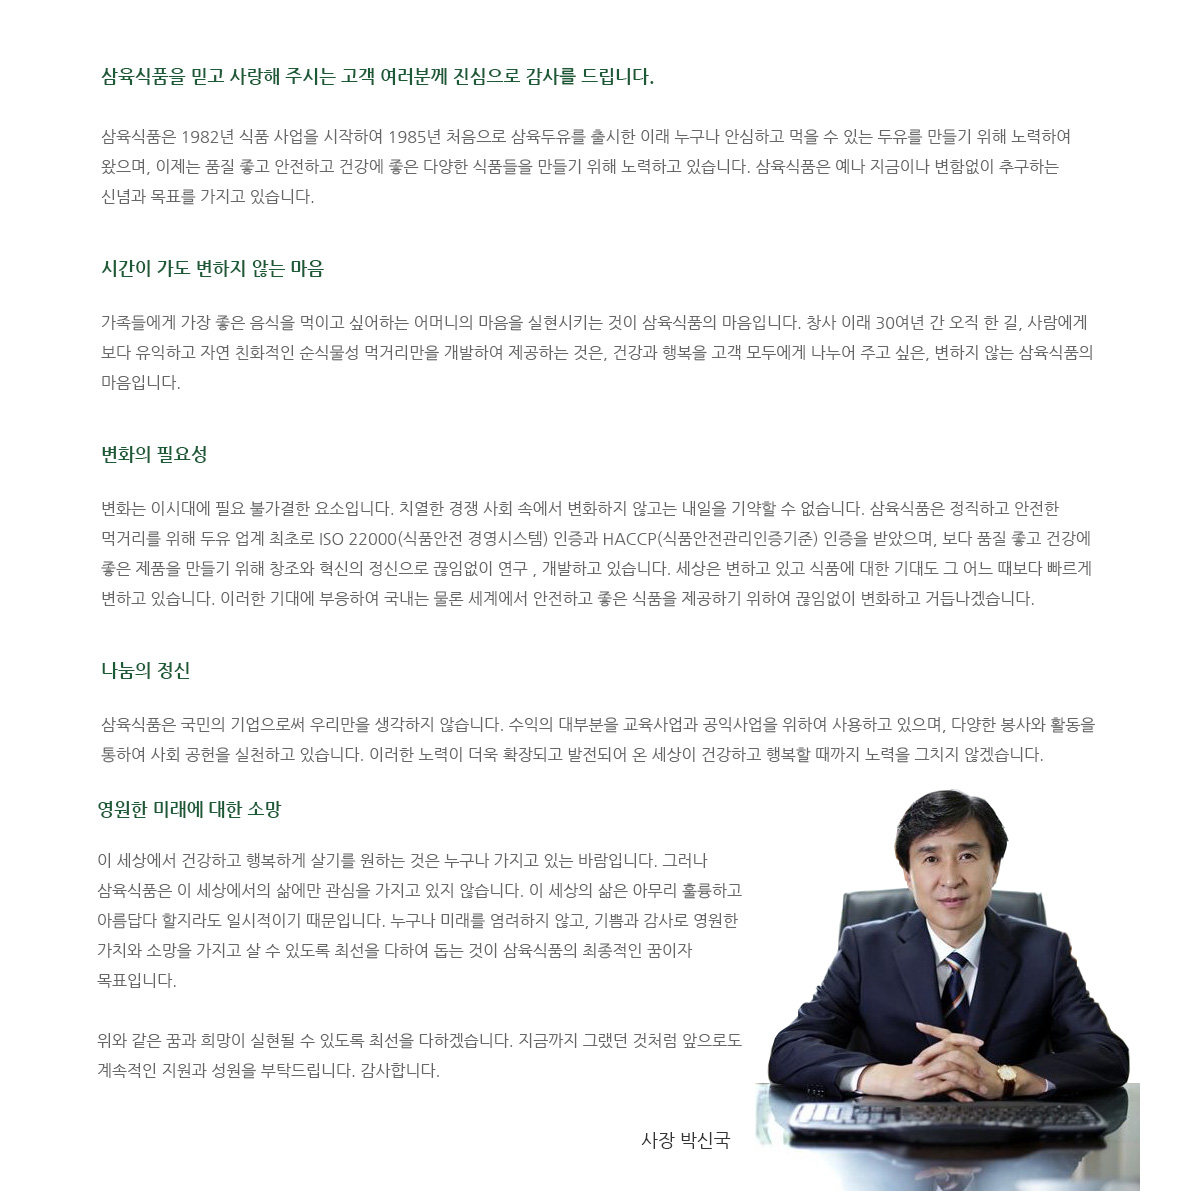 삼육식품을 믿고 사랑해 주시는 고객 여러분께 진심으로 감사를 드립니다.
삼육식품은 1982년 식품 사업을 시작하여 1985년 처음으로 삼육두유를 출시한 이래 누구나 안심하고 먹을 수 있는 두유를 만들기 위해 노력하여
왔으며, 이제는 품질 좋고 안전하고 건강에 좋은 다양한 식품들을 만들기 위해 노력하고 있습니다. 삼육식품은 예나 지금이나 변함없이 추구하는
신념과 목표를 가지고 있습니다.
시간이 가도 변하지 않는 마음
가족들에게 가장 좋은 음식을 먹이고 싶어하는 어머니의 마음을 실현시키는 것이 삼육식품의 마음입니다. 창사 이래 30여년 간 오직 한 길, 사람에게
보다 유익하고 자연 친화적인 순식물성 먹거리만을 개발하여 제공하는 것은, 건강과 행복을 고객 모두에게 나누어 주고 싶은, 변하지 않는 삼육식품의
마음입니다.
변화의 필요성
변화는 이시대에 필요 불가결한 요소입니다. 치열한 경쟁 사회 속에서 변화하지 않고는 내일을 기약할 수 없습니다. 삼육식품은 정직하고 안전한
먹거리를 위해 두유 업계 최초로 ISO 22000(식품안전 경영시스템) 인증과 HACCP(식품안전관리인증기준) 인증을 받았으며, 보다 품질 좋고 건강에
좋은 제품을 만들기 위해 창조와 혁신의 정신으로 끊임없이 연구 , 개발하고 있습니다. 세상은 변하고 있고 식품에 대한 기대도 그 어느 때보다 빠르게
변하고 있습니다. 이러한 기대에 부응하여 국내는 물론 세계에서 안전하고 좋은 식품을 제공하기 위하여 끊임없이 변화하고 거듭나겠습니다.
나눔의 정신
삼육식품은 국민의 기업으로써 우리만을 생각하지 않습니다. 수익의 대부분을 교육사업과 공익사업을 위하여 사용하고 있으며, 다양한 봉사와 활동을
통하여 사회 공헌을 실천하고 있습니다. 이러한 노력이 더욱 확장되고 발전되어 온 세상이 건강하고 행복할 때까지 노력을 그치지 않겠습니다.
영원한 미래에 대한 소망
이 세상에서 건강하고 행복하게 살기를 원하는 것은 누구나 가지고 있는 바람입니다. 그러나
삼육식품은 이 세상에서의 삶에만 관심을 가지고 있지 않습니다. 이 세상의 삶은 아무리 훌륭하고
아름답다 할지라도 일시적이기 때문입니다. 누구나 미래를 염려하지 않고, 기쁨과 감사로 영원한
가치와 소망을 가지고 살 수 있도록 최선을 다하여 돕는 것이 삼육식품의 최종적인 꿈이자
목표입니다.
위와 같은 꿈과 희망이 실현될 수 있도록 최선을 다하겠습니다. 지금까지 그랬던 것처럼 앞으로도
계속적인 지원과 성원을 부탁드립니다. 감사합니다.
사장 박신국